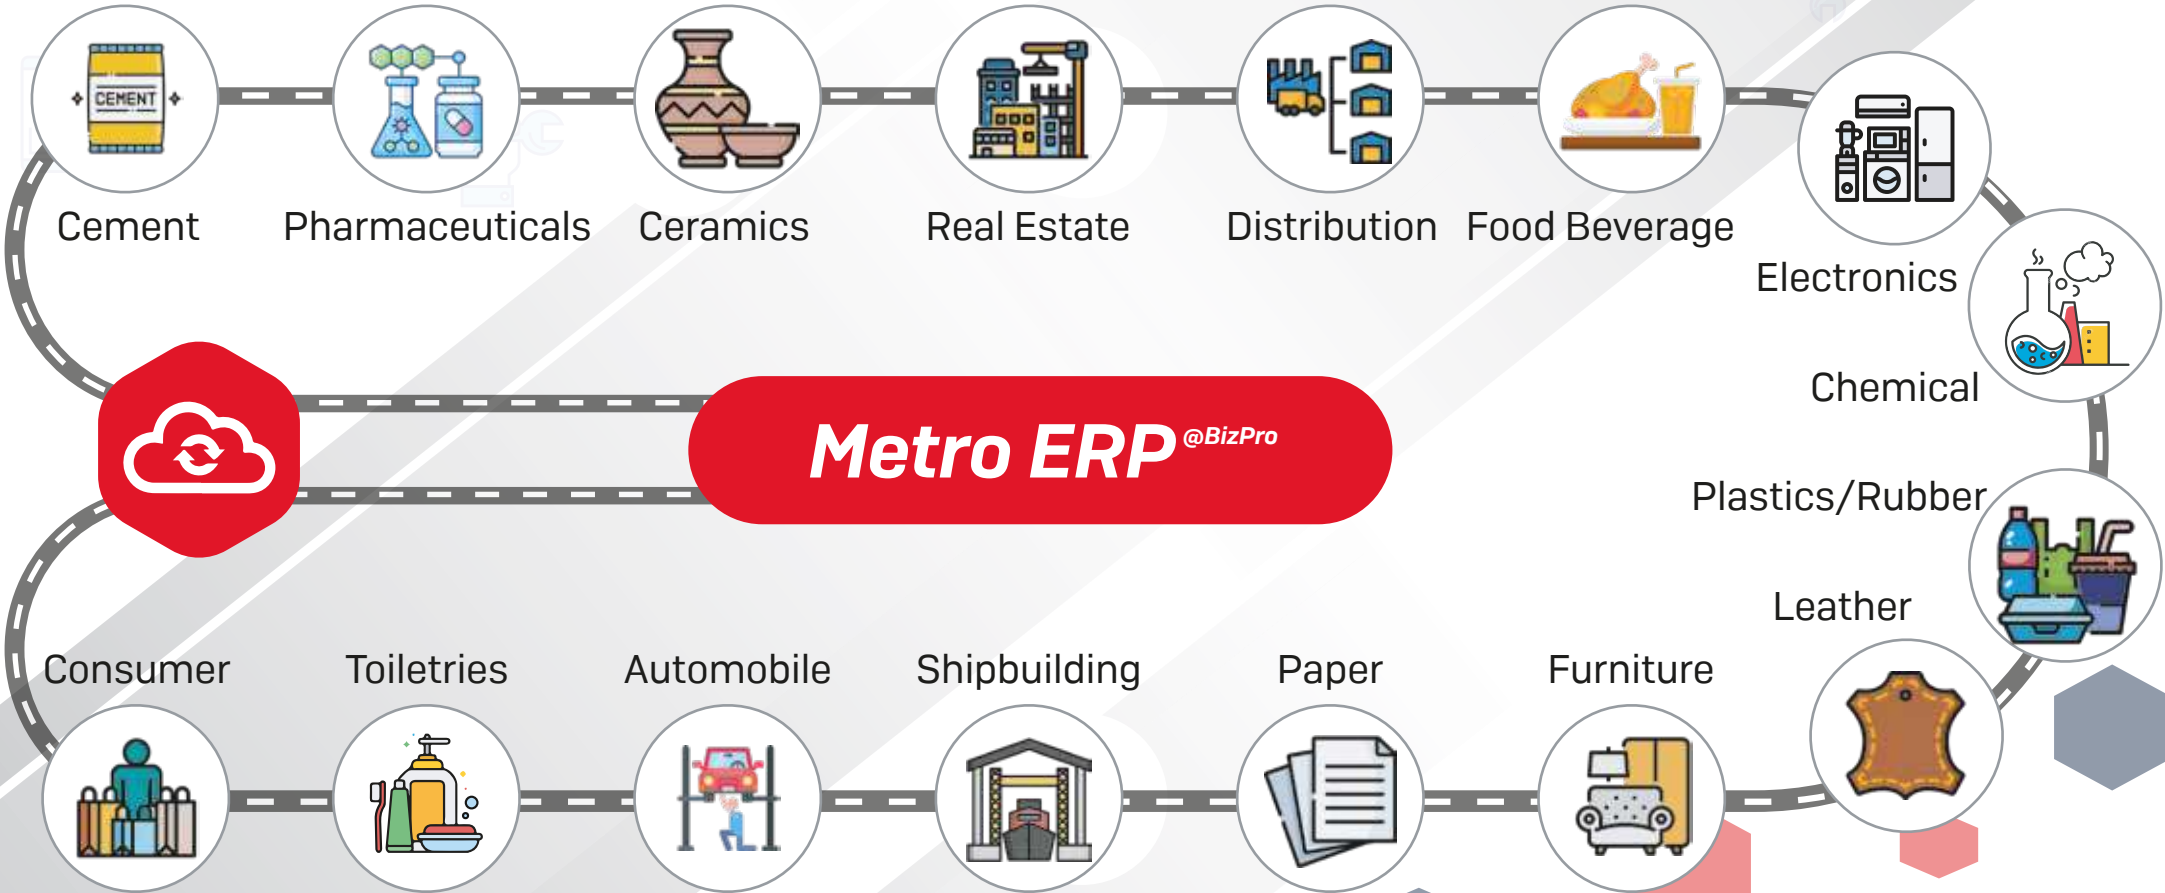 CEMENT
Cement
Pharmaceuticals
Ceramics
Real Estate
Distribution
Food Beverage
Electronics
Chemical
Metro ERP @BizPro
Plastics/Rubber
Leather
Consumer
Toiletries
Automobile
Shipbuilding
Paper
Furniture